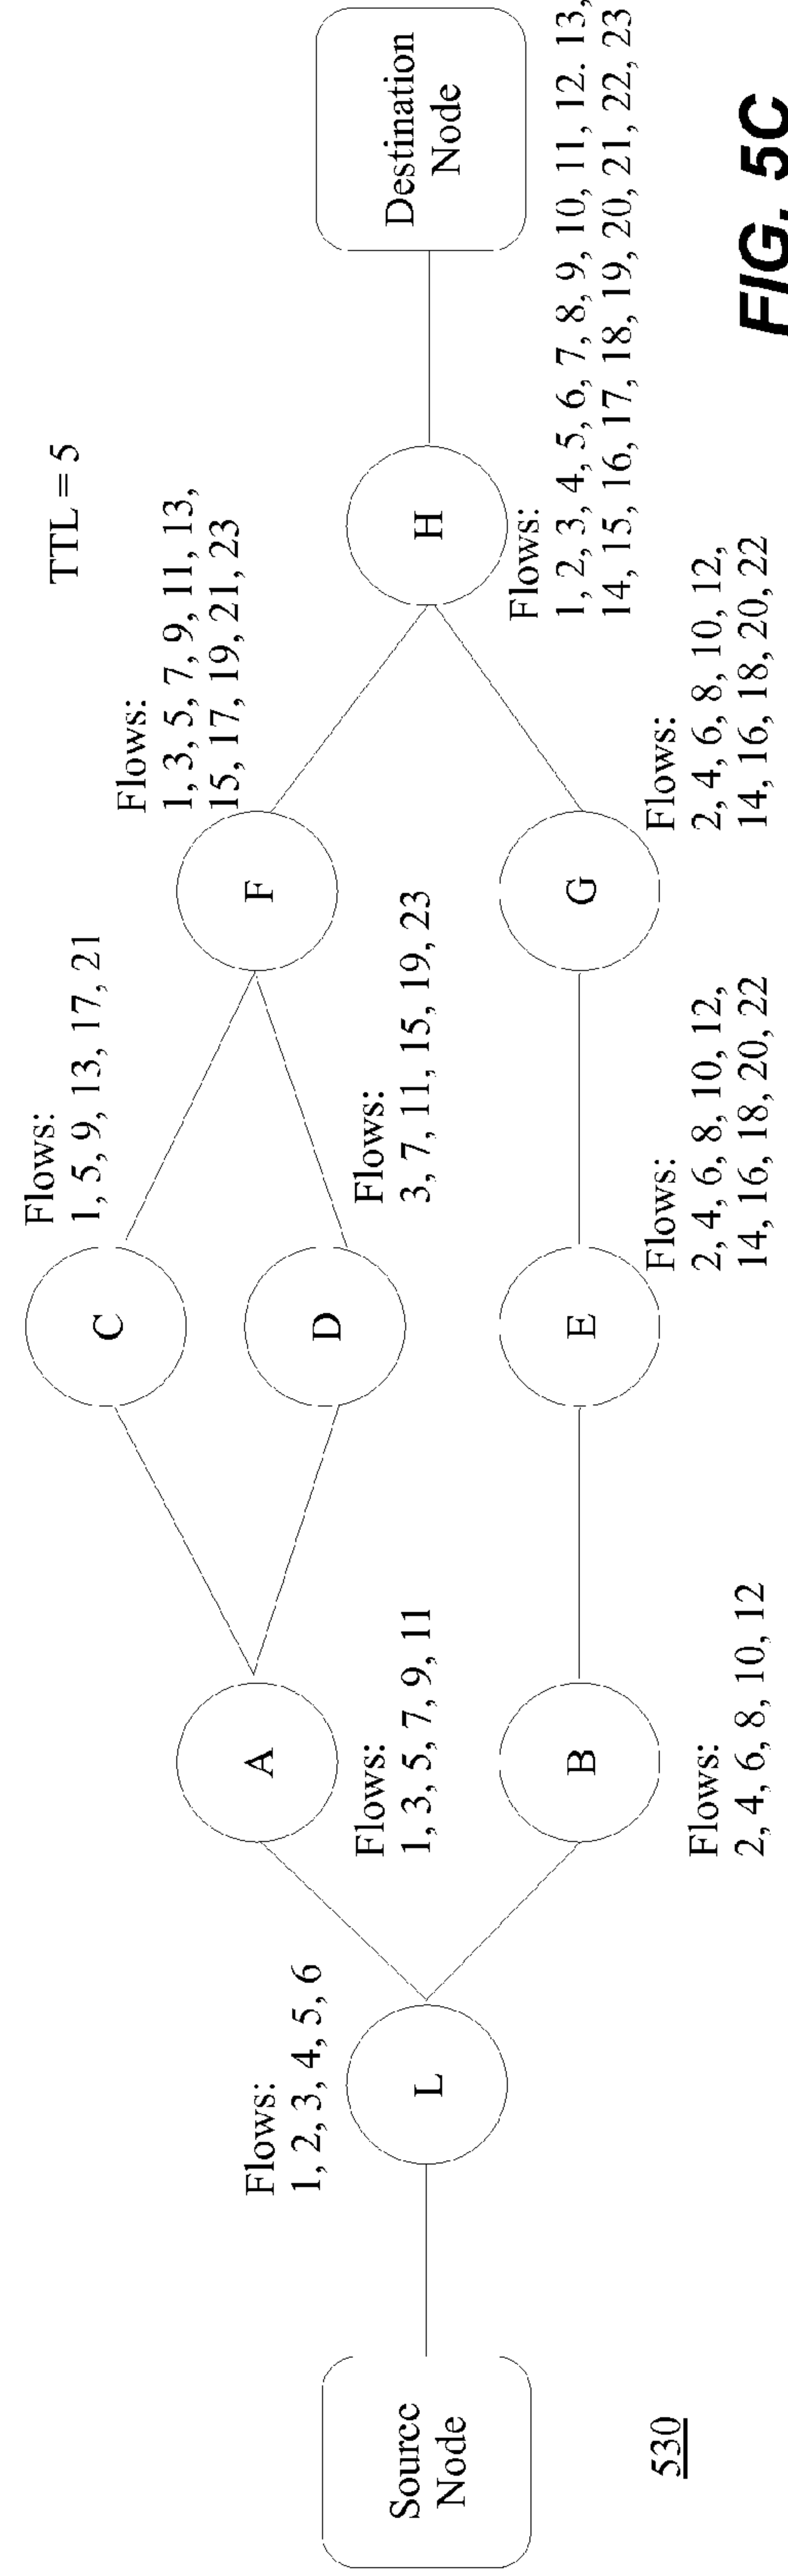 TTL = 5
Source
Node
L
Flows:
1, 2, 3, 4, 5, 6
A
Flows:
1, 3, 5, 7, 9, 11
B
Flows:
2, 4, 6, 8, 10, 12
C
Flows:
1, 5, 9, 13, 17, 21
D
Flows:
3, 7, 11, 15, 19, 23
E
Flows:
2, 4, 6, 8, 10, 12,
14, 16, 18, 20, 22
F
Flows:
1, 3, 5, 7, 9, 11, 13,
15, 17, 19, 21, 23
G
Flows:
2, 4, 6, 8, 10, 12,
14, 16, 18, 20, 22
H
Flows:
1, 2, 3, 4, 5, 6, 7, 8, 9, 10, 11, 12. 13,
14, 15, 16, 17, 18, 19, 20, 21, 22, 23
Destination
Node
530
FIG. 5C